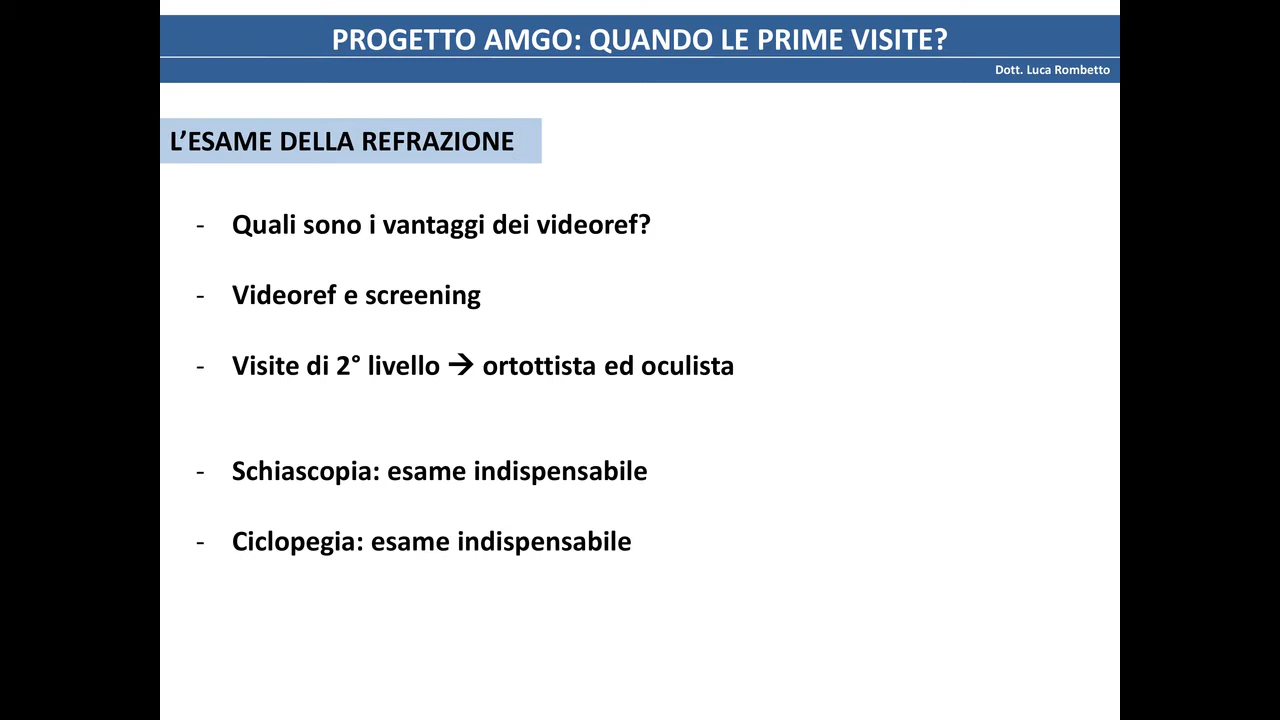 PROGETTO AMGO: QUANDO LE PRIME VISITE?
Dott. Luca Rombetto
L’ESAME DELLA REFRAZIONE
- Quali sono i vantaggi dei videoref?
- Videoref e screening
- Visite di 2° livello → ortottista ed oculista
- Schiascopia: esame indispensabile
- Ciclopegia: esame indispensabile